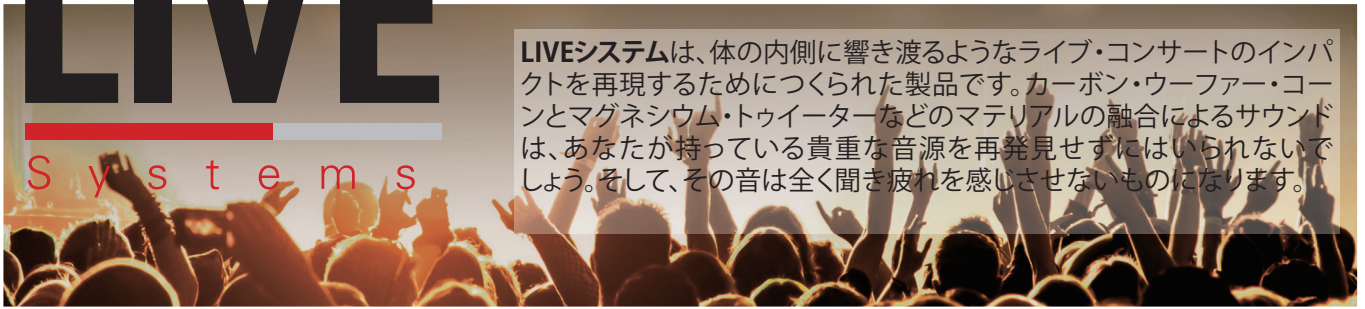 LIVE
Systems
LIVEシステムは、体の内側に響き渡るようなライブ・コンサートのインパ
クトを再現するためにつくられた製品です。カーボン・ウーファー・コー
ンとマグネシウム・トゥイーターなどのマテリアルの融合によるサウンド
は、あなたが持っている貴重な音源を再発見せずにはいられないで
しょう。そして、その音は全く聞き疲れを感じさせないものになります。